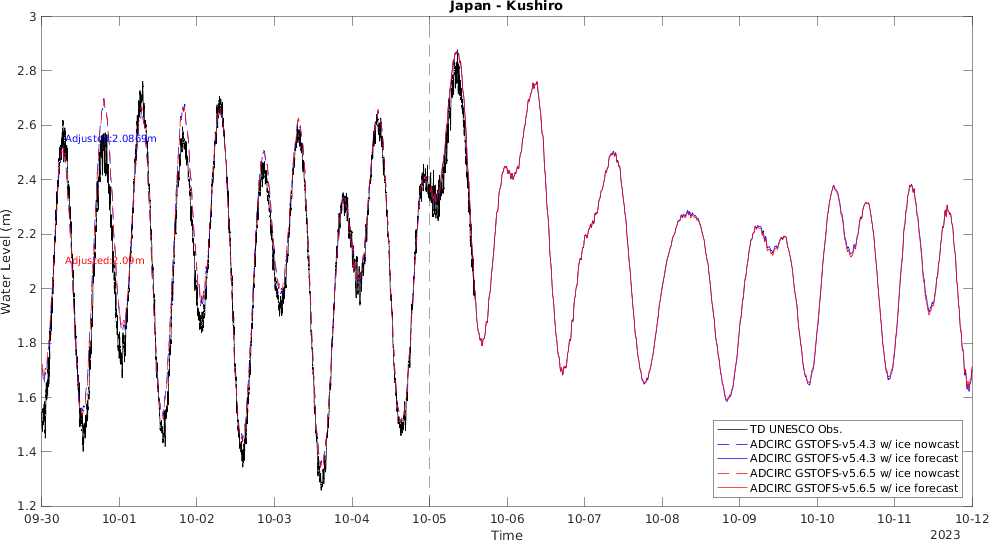 Japan - Kushiro
3
2.8
2.6
2.4
2.2
2
1.8
1.6
1.4
1.2
Water Level (m)
Adjusted:2.0869m
Adjusted:2.09m
TD UNESCO Obs.
ADCIRC GSTOFS-v5.4.3 w/ ice nowcast
ADCIRC GSTOFS-v5.4.3 w/ ice forecast
ADCIRC GSTOFS-v5.6.5 w/ ice nowcast
ADCIRC GSTOFS-v5.6.5 w/ ice forecast
09-30 10-01 10-02 10-03 10-04 10-05 10-06 10-07 10-08 10-09 10-10 10-11 10-12
Time
2023